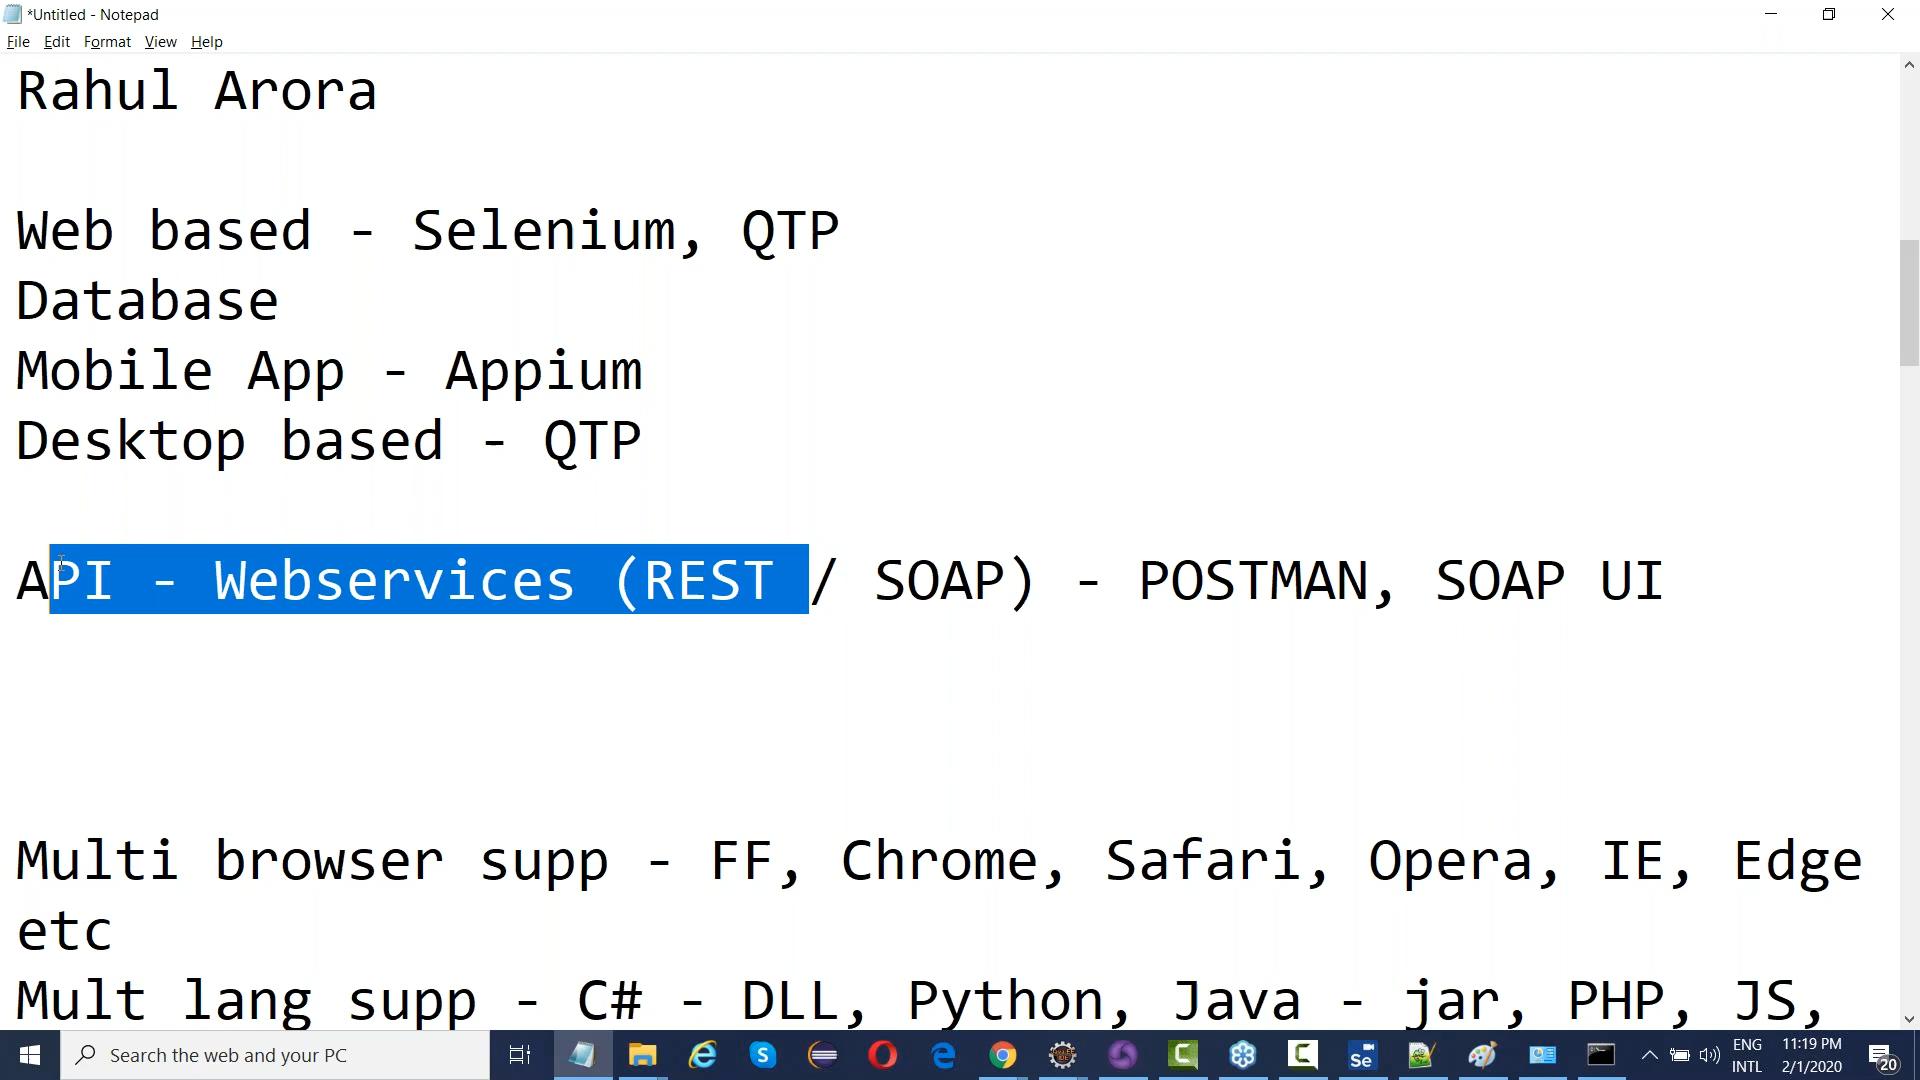 *Untitled - Notepad
File Edit Format View Help
Rahul Arora
Web based - Selenium, QTP
Database
Mobile App - Appium
Desktop based - QTP
API - Webservices (REST / SOAP) - POSTMAN, SOAP UI
Multi browser supp - FF, Chrome, Safari, Opera, IE, Edge
etc
Mult lang supp - C# - DLL, Python, Java - jar, PHP, JS,
Search the web and your PC
Se
ENG
INTL
11:19 PM
2/1/2020
20